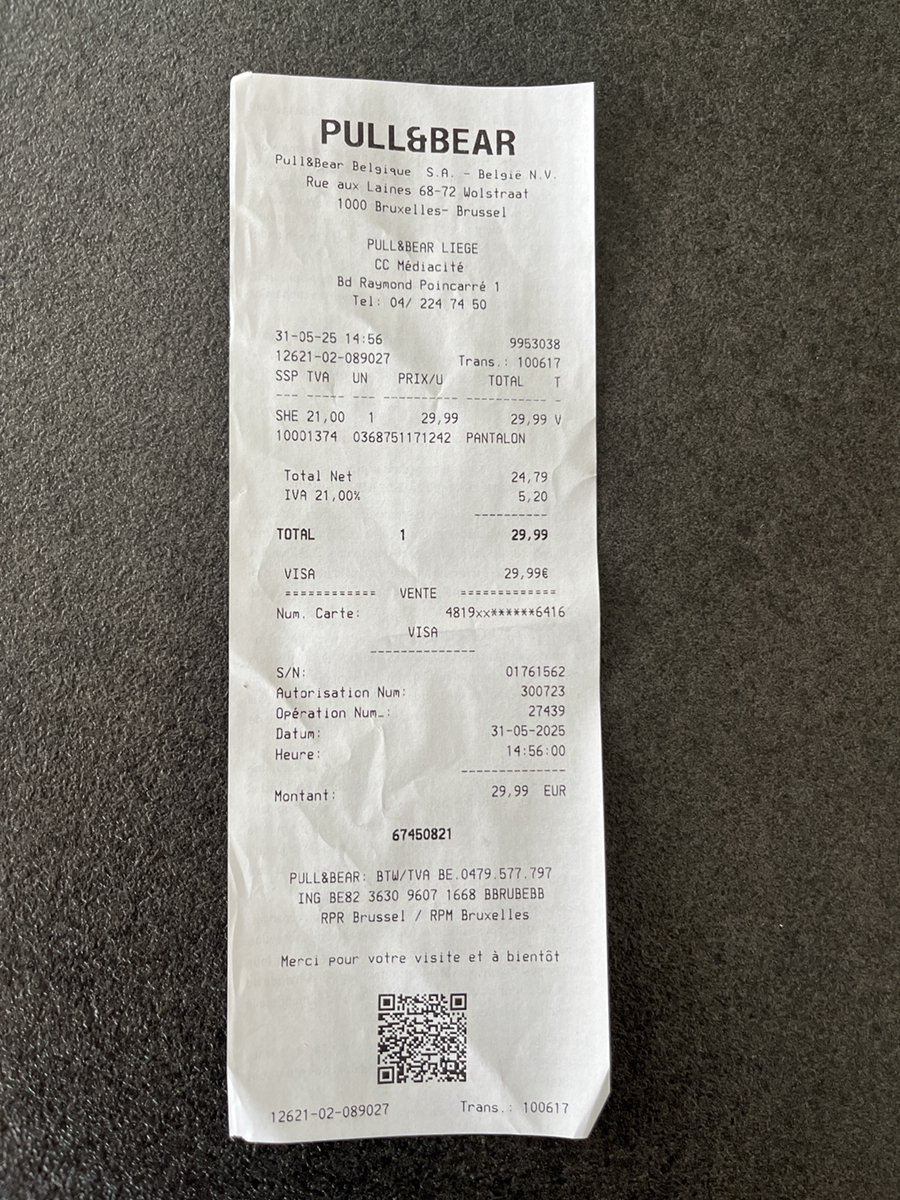 PULL&BEAR
Pull&Bear Belgique S.A. - België N.V.
Rue aux Laines 68-72 Wolstraat
1000 Bruxelles- Brussel
PULL&BEAR LIEGE
CC Médiacité
Bd Raymond Poincarré 1
Tel: 04/ 224 74 50
31-05-25 14:56 9953038
12621-02-089027 Trans.: 100617
SSP TVA UN PRIX/U TOTAL T
--- ----- --- ---------- ----------- -
SHE 21,00 1 29,99 29,99 V
10001374 0368751171242 PANTALON
Total Net 24,79
IVA 21,00% 5,20
----------
TOTAL 1 29,99
VISA 29,99€
============ VENTE =============
Num. Carte: 4819xx******6416
VISA
--------------
S/N: 01761562
Autorisation Num: 300723
Opération Num_: 27439
Datum: 31-05-2025
Heure: 14:56:00
--------------
Montant: 29,99 EUR
67450821
PULL&BEAR: BTW/TVA BE.0479.577.797
ING BE82 3630 9607 1668 BBRUBEBB
RPR Brussel / RPM Bruxelles
Merci pour votre visite et à bientôt
12621-02-089027 Trans.: 100617